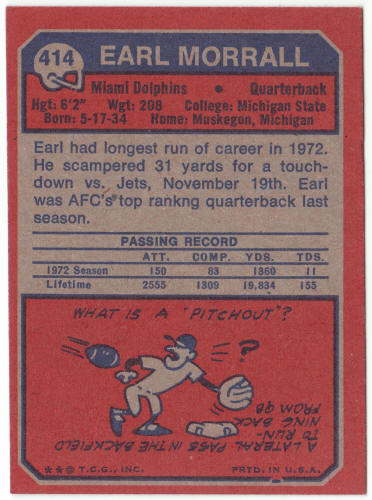 414
EARL MORRALL
Miami Dolphins • Quarterback
Hgt: 6'2" Wgt: 208 College: Michigan State
Born: 5-17-34 Home: Muskegon, Michigan
Earl had longest run of career in 1972.
He scampered 31 yards for a touch-
down vs. Jets, November 19th. Earl
was AFC's top rankng quarterback last
season.
PASSING RECORD
ATT. COMP. YDS. TDS.
1972 Season 150 83 1360 11
Lifetime 2555 1309 19,834 155
WHAT IS A "PITCHOUT"?
?
A LATERAL PASS IN THE BACKFIELD
TO RUN-
NING BACK
FROM QB
★★© T.C.G., INC. PRTD. IN U.S.A.